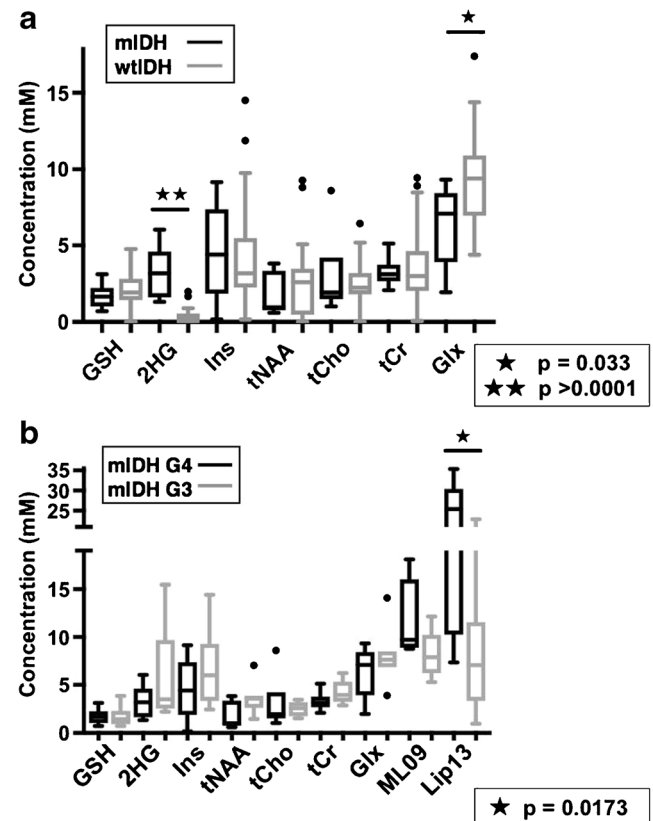 a
mIDH
wtIDH
Concentration (mM)
15
10
5
0
GSH 2HG Ins tNAA tCho tCr Glx
★
★★
★ p = 0.033
★★ p >0.0001
b
mIDH G4
mIDH G3
Concentration (mM)
35
30
25
15
10
5
0
GSH 2HG Ins tNAA tCho tCr Glx ML09 Lip13
★
★ p = 0.0173